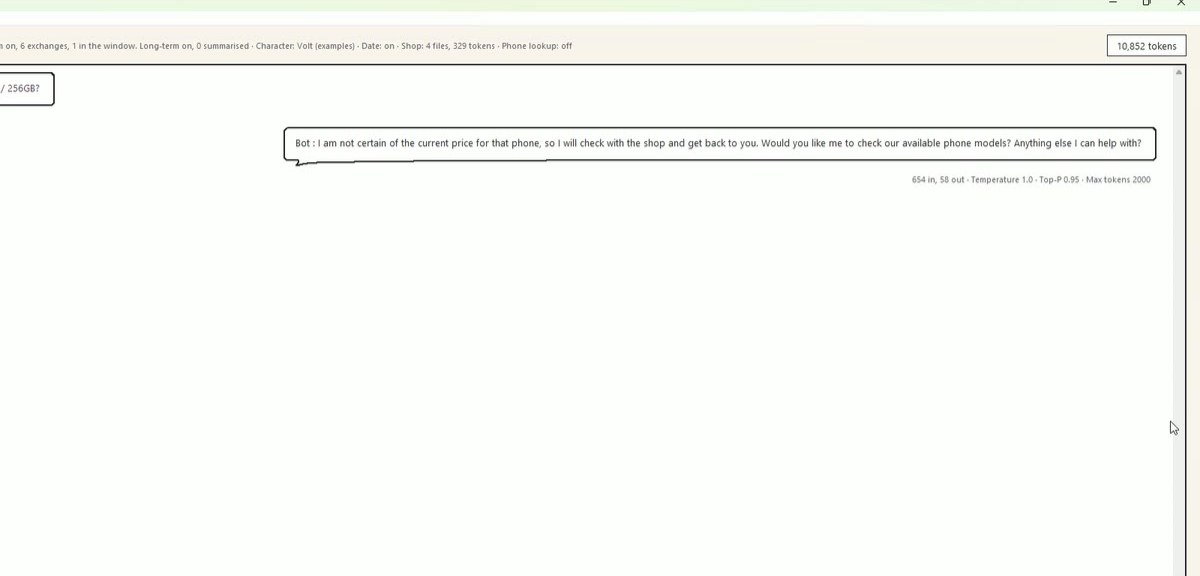 on, 6 exchanges, 1 in the window. Long-term on, 0 summarised · Character: Volt (examples) · Date: on · Shop: 4 files, 329 tokens · Phone lookup: off
10,852 tokens
/ 256GB?
Bot : I am not certain of the current price for that phone, so I will check with the shop and get back to you. Would you like me to check our available phone models? Anything else I can help with?
654 in, 58 out · Temperature 1.0 · Top-P 0.95 · Max tokens 2000